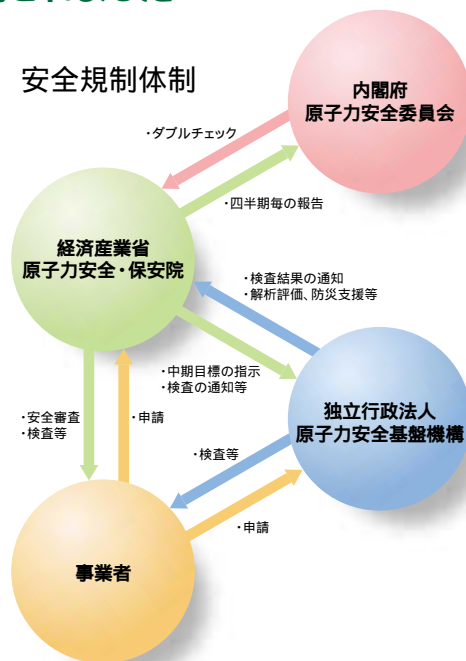 安全規制体制
内閣府
原子力安全委員会
・ダブルチェック
・四半期毎の報告
経済産業省
原子力安全・保安院
・検査結果の通知
・解析評価、防災支援等
・中期目標の指示
・検査の通知等
独立行政法人
原子力安全基盤機構
・安全審査
・検査等
・申請
・検査等
・申請
事業者